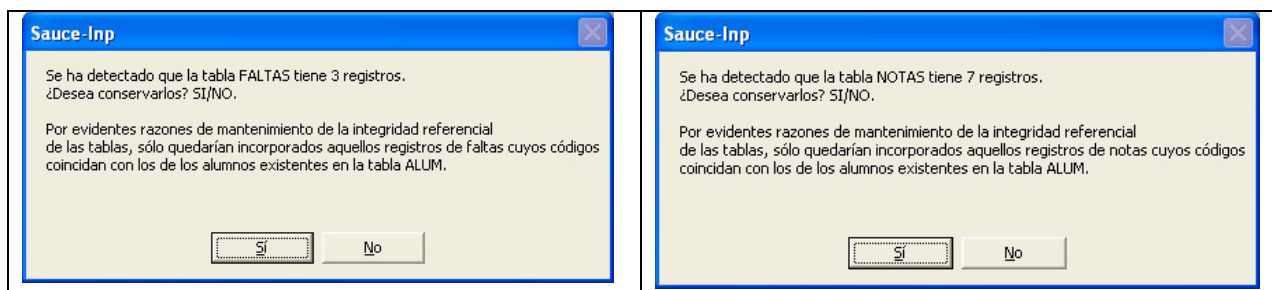 Sauce-Inp
Se ha detectado que la tabla FALTAS tiene 3 registros.
¿Desea conservarlos? SI/NO.
Por evidentes razones de mantenimiento de la integridad referencial
de las tablas, sólo quedarían incorporados aquellos registros de faltas cuyos códigos
coincidan con los de los alumnos existentes en la tabla ALUM.
Sí
No
Sauce-Inp
Se ha detectado que la tabla NOTAS tiene 7 registros.
¿Desea conservarlos? SI/NO.
Por evidentes razones de mantenimiento de la integridad referencial
de las tablas, sólo quedarían incorporados aquellos registros de notas cuyos códigos
coincidan con los de los alumnos existentes en la tabla ALUM.
Sí
No